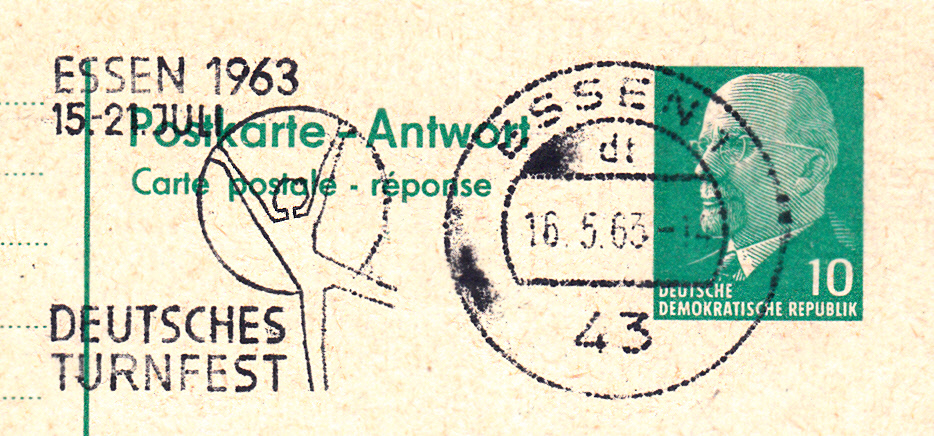 ESSEN 1963
15.-21. JULI
Postkarte - Antwort
Carte postale - réponse
DEUTSCHES
TURNFEST
ESSEN 1
dt
16.5.63
43
10
DEUTSCHE
DEMOKRATISCHE REPUBLIK